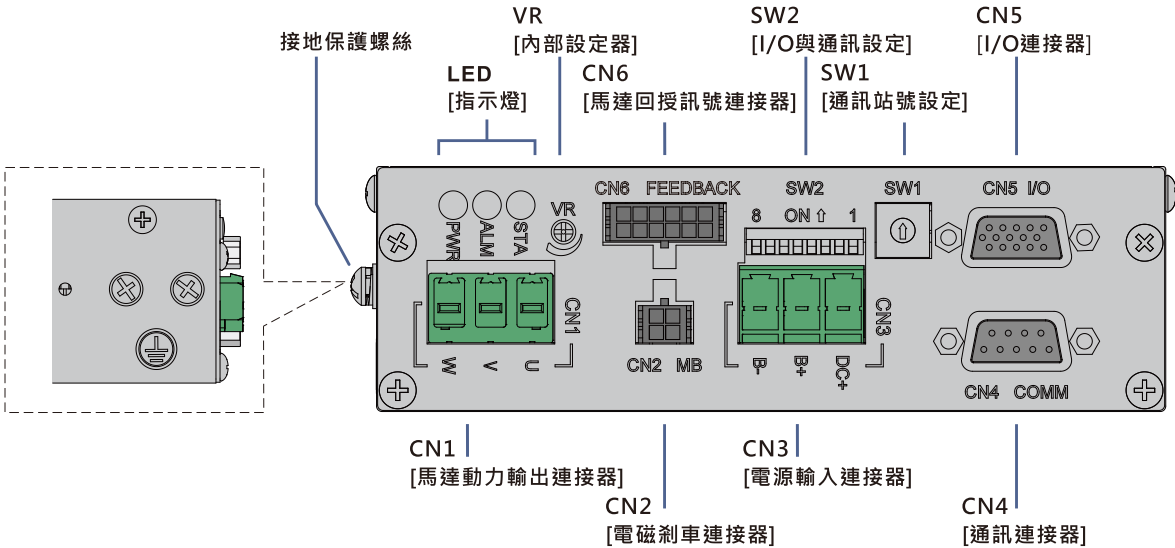 接地保護螺絲
LED
[指示燈]
VR
[內部設定器]
CN6
[馬達回授訊號連接器]
SW2
[I/O與通訊設定]
SW1
[通訊站號設定]
CN5
[I/O連接器]
PWR
ALM
STA
VR
CN6 FEEDBACK
SW2
8 ON⇧ 1
SW1
CN5 I/O
CN1
W
V
U
CN2 MB
CN3
B-
B+
DC+
CN4 COMM
CN1
[馬達動力輸出連接器]
CN2
[電磁剎車連接器]
CN3
[電源輸入連接器]
CN4
[通訊連接器]